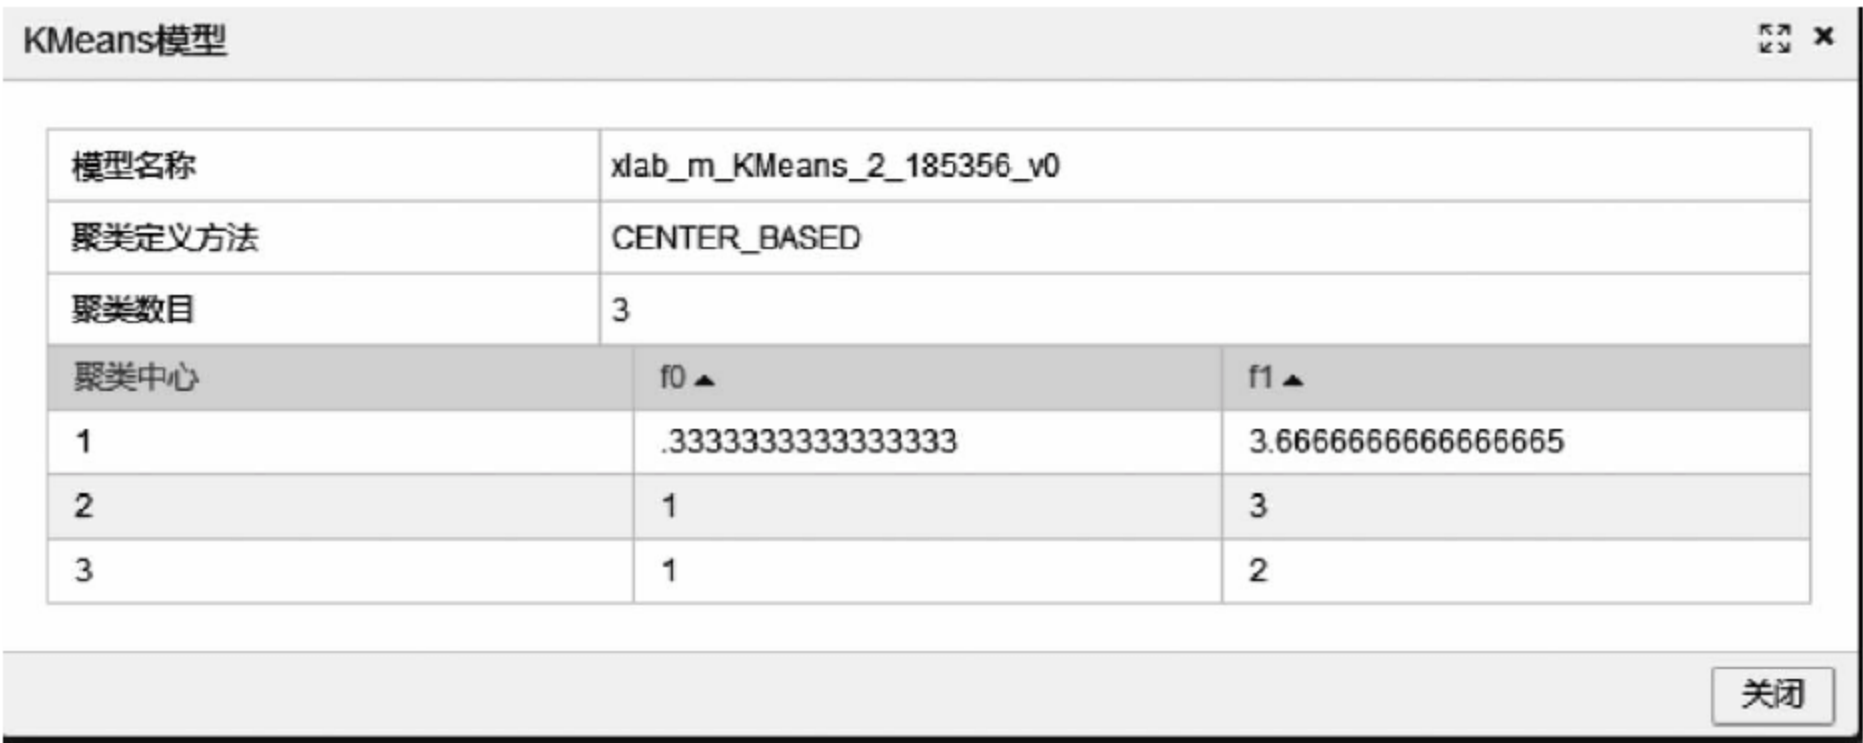 KMeans模型
模型名称 xlab_m_KMeans_2_185356_v0
聚类定义方法 CENTER_BASED
聚类数目 3
聚类中心 f0 f1
1 .3333333333333333 3.6666666666666665
2 1 3
3 1 2
关闭